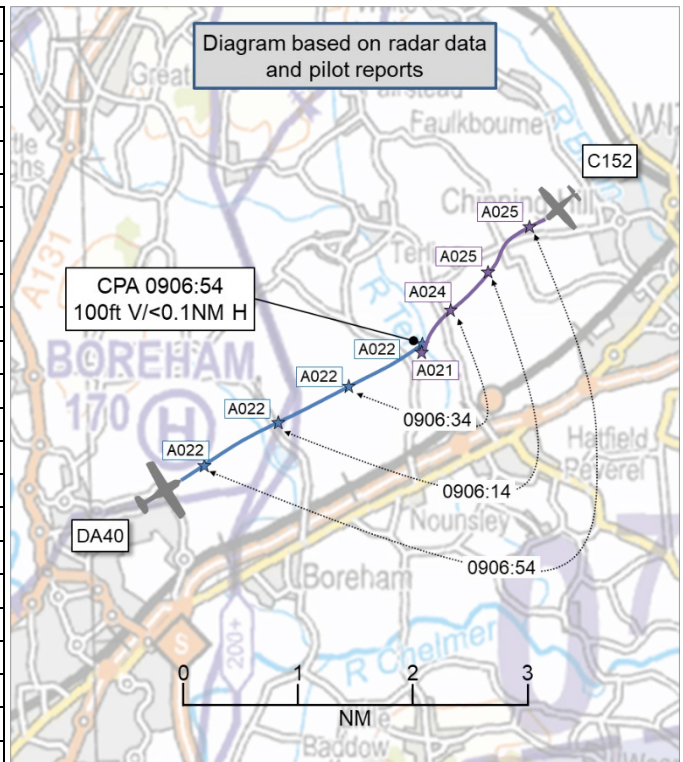 Diagram based on radar data
and pilot reports
Great
Faulkbourne
C152
A131
A025
A025
A024
CPA 0906:54
100ft V/<0.1NM H
A022
A021
A022
BOREHAM
170
H
A022
0906:34
A022
Hatfield
Peverel
0906:14
DA40
Nounsley
0906:54
Boreham
S
200+
R Chelmer
0 1 2 3
NM
Baddow